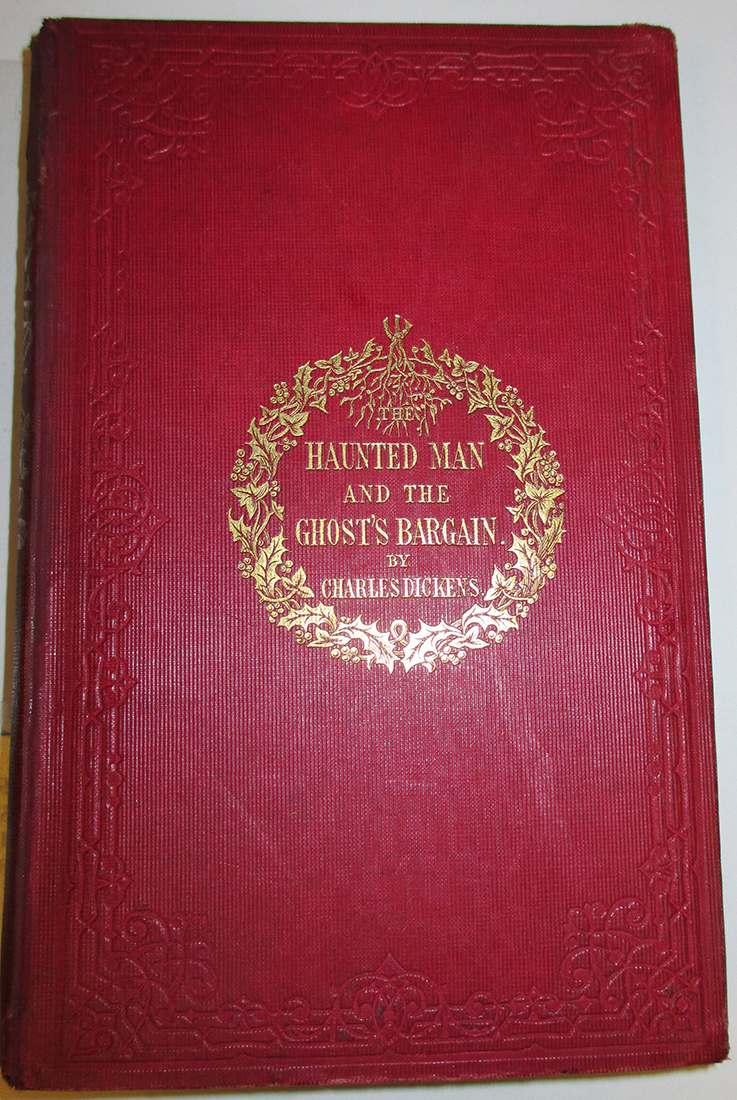 THE
HAUNTED MAN
AND THE
GHOST'S BARGAIN.
BY
CHARLES DICKENS.